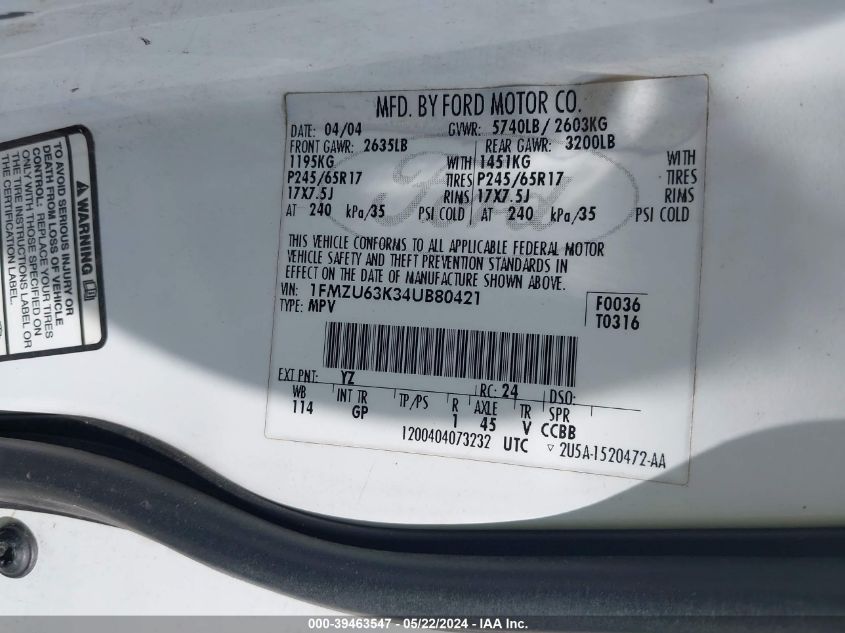 TO AVOID SERIOUS INJURY OR
DEATH FROM LOSS OF VEHICLE
CONTROL: REPLACE YOUR TIRES
ONLY WITH THOSE SPECIFIED ON
THE TIRE INSTRUCTIONS LABEL OR
CERTIFICATION LABEL.
WARNING
MFD. BY FORD MOTOR CO.
DATE: 04/04 GVWR: 5740LB/ 2603KG
FRONT GAWR: 2635LB REAR GAWR: 3200LB
1195KG WITH 1451KG WITH
P245/65R17 TIRES P245/65R17 TIRES
17X7.5J RIMS 17X7.5J RIMS
AT 240 kPa/35 PSI COLD AT 240 kPa/35 PSI COLD
Ford
THIS VEHICLE CONFORMS TO ALL APPLICABLE FEDERAL MOTOR
VEHICLE SAFETY AND THEFT PREVENTION STANDARDS IN
EFFECT ON THE DATE OF MANUFACTURE SHOWN ABOVE.
VIN: 1FMZU63K34UB80421 F0036
TYPE: MPV T0316
EXT PNT: YZ RC: 24 DSO:
WB INT TR TP/PS R AXLE TR SPR
114 GP 1 45 V CCBB
1200404073232 UTC ▽ 2U5A-1520472-AA
000-39463547 - 05/22/2024 - IAA Inc.